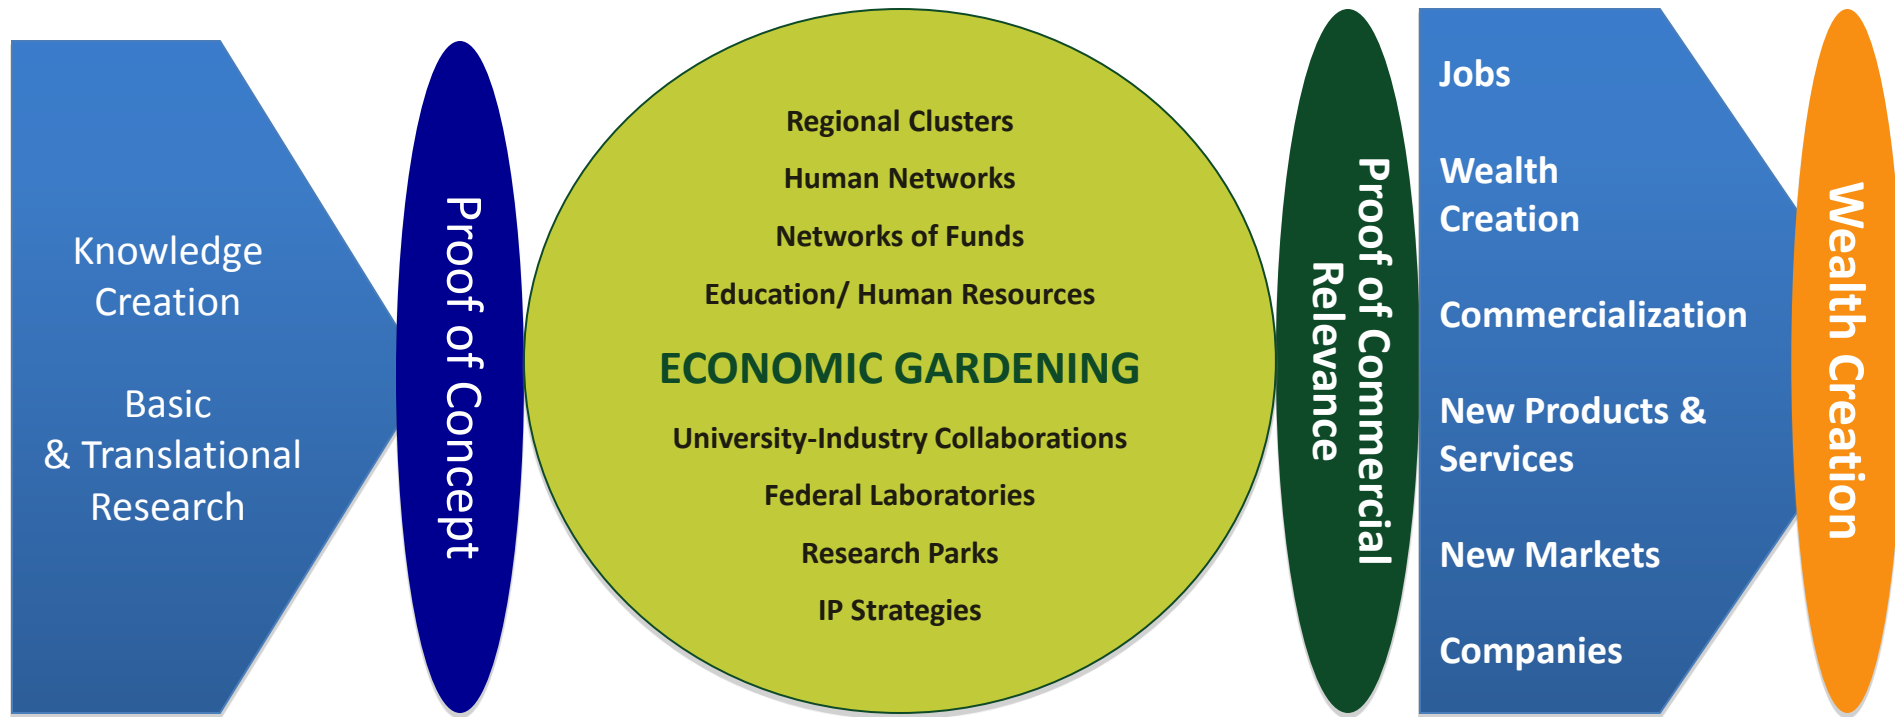 Knowledge
Creation
Basic
& Translational
Research
Proof of Concept
Regional Clusters
Human Networks
Networks of Funds
Education/ Human Resources
ECONOMIC GARDENING
University-Industry Collaborations
Federal Laboratories
Research Parks
IP Strategies
Proof of Commercial
Relevance
Jobs
Wealth
Creation
Commercialization
New Products &
Services
New Markets
Companies
Wealth Creation